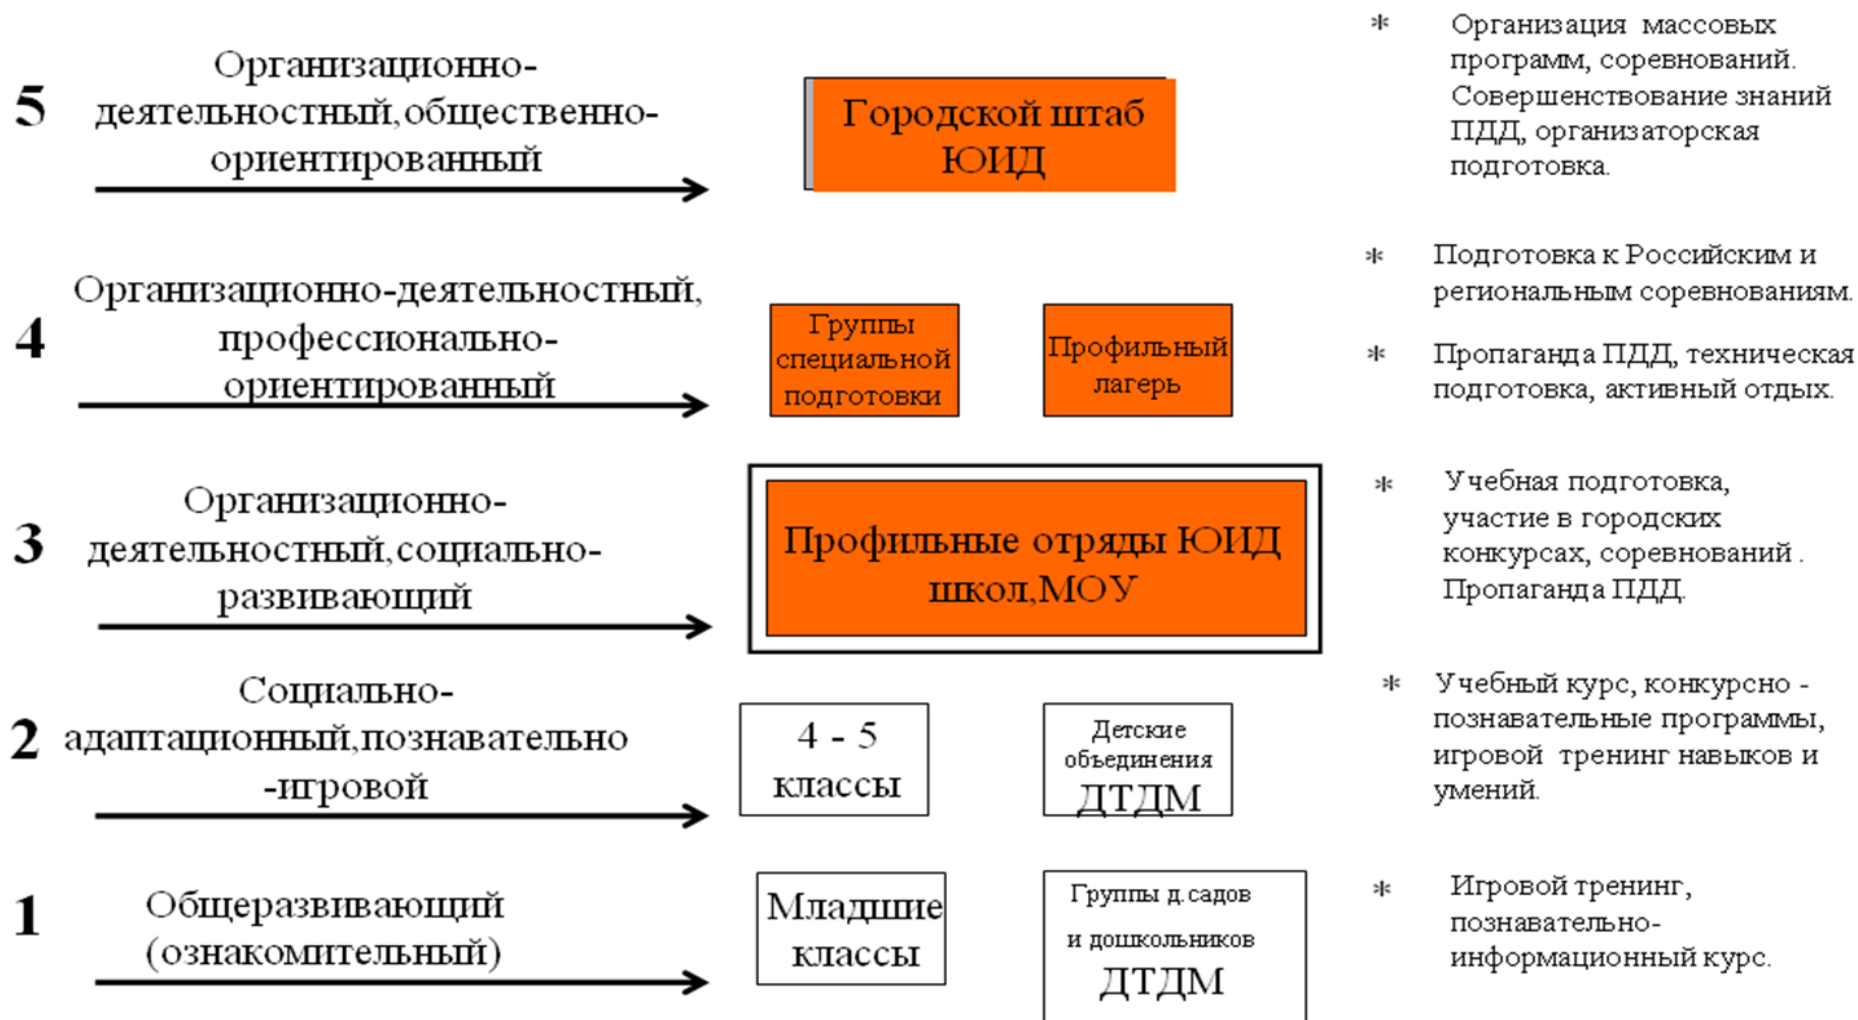 5
Организационно-
деятельностный,общественно-
ориентированный
Городской штаб
ЮИД
* Организация массовых
программ, соревнований.
Совершенствование знаний
ПДД, организаторская
подготовка.
4
Организационно-деятельностный,
профессионально-
ориентированный
Группы
специальной
подготовки
Профильный
лагерь
* Подготовка к Российским и
региональным соревнованиям.
* Пропаганда ПДД, техническая
подготовка, активный отдых.
3
Организационно-
деятельностный,социально-
развивающий
Профильные отряды ЮИД
школ,МОУ
* Учебная подготовка,
участие в городских
конкурсах, соревнований .
Пропаганда ПДД.
2
Социально-
адаптационный,познавательно
-игровой
4 - 5
классы
Детские
объединения
ДТДМ
* Учебный курс, конкурсно -
познавательные программы,
игровой тренинг навыков и
умений.
1
Общеразвивающий
(ознакомительный)
Младшие
классы
Группы д.садов
и дошкольников
ДТДМ
* Игровой тренинг,
познавательно-
информационный курс.